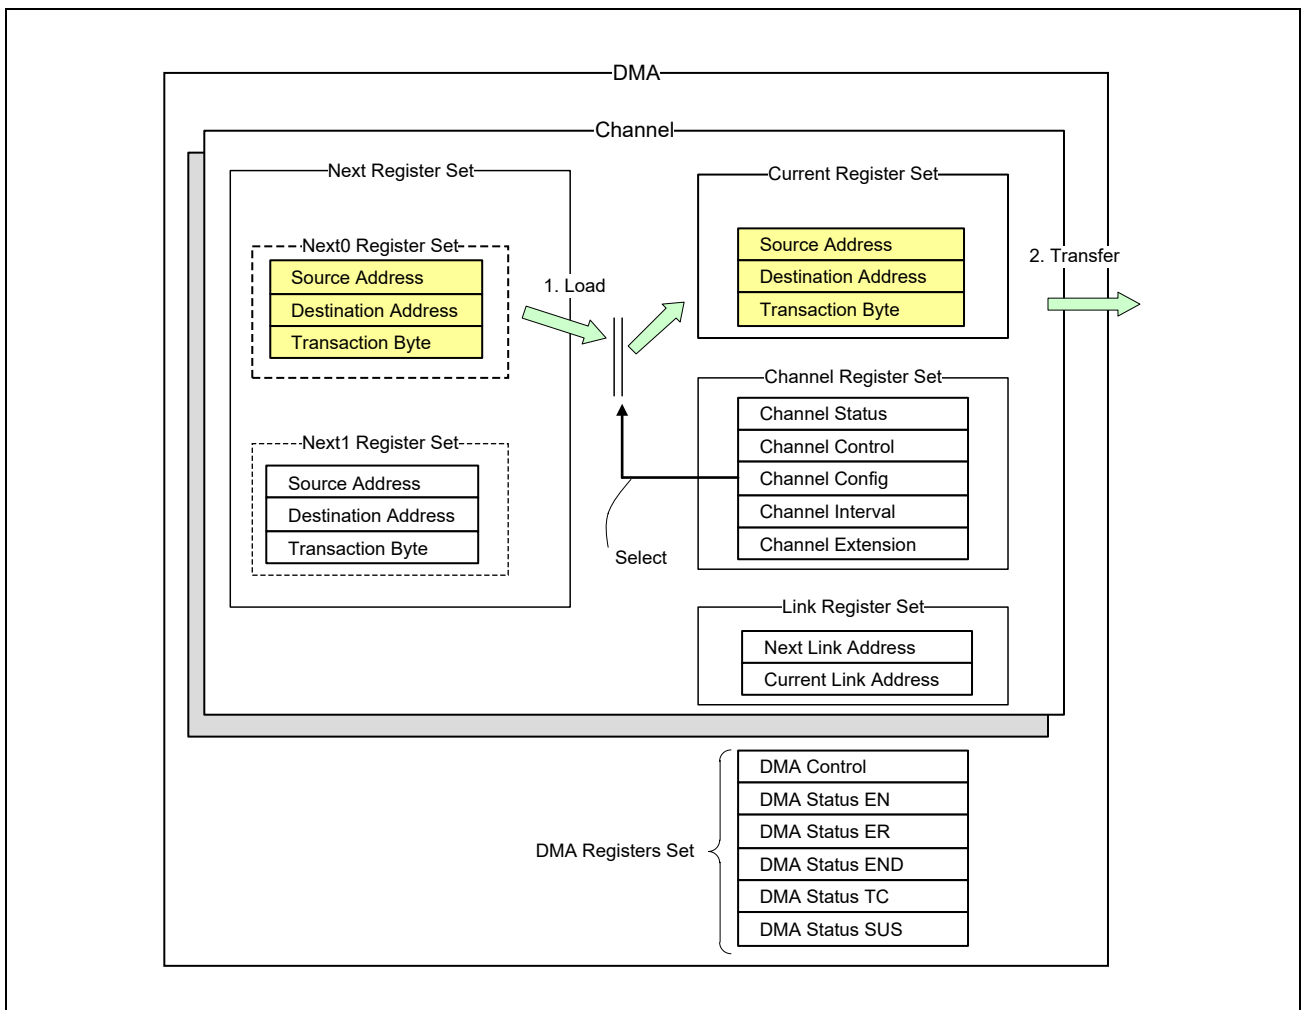 DMA
Channel
Next Register Set
Next0 Register Set
Source Address
Destination Address
Transaction Byte
Next1 Register Set
Source Address
Destination Address
Transaction Byte
1. Load
Select
Current Register Set
Source Address
Destination Address
Transaction Byte
2. Transfer
Channel Register Set
Channel Status
Channel Control
Channel Config
Channel Interval
Channel Extension
Link Register Set
Next Link Address
Current Link Address
DMA Registers Set
DMA Control
DMA Status EN
DMA Status ER
DMA Status END
DMA Status TC
DMA Status SUS